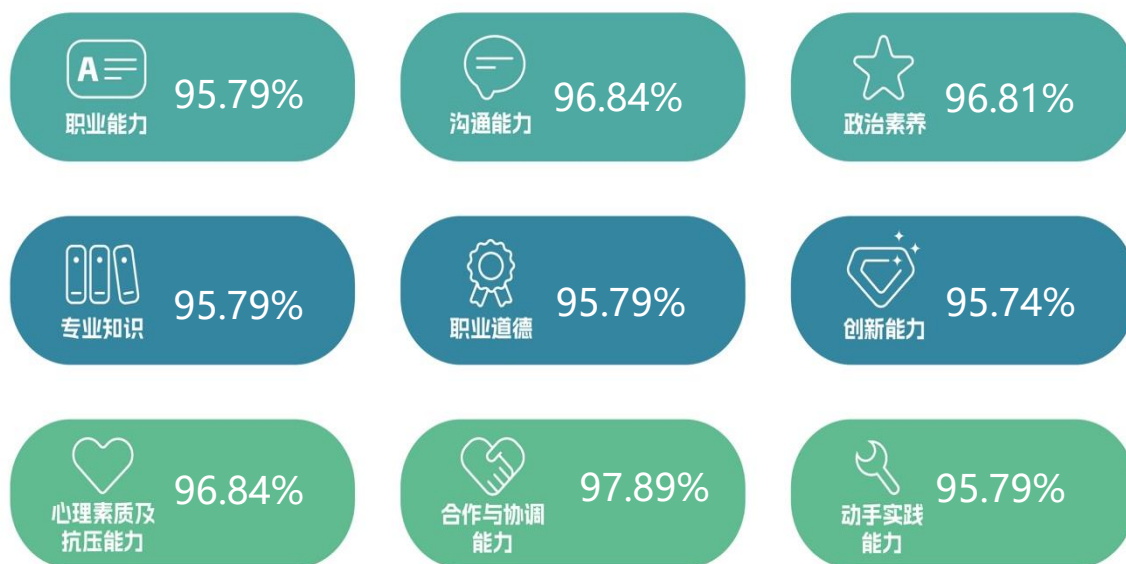 A
职业能力
95.79%
沟通能力
96.84%
政治素养
96.81%
专业知识
95.79%
职业道德
95.79%
创新能力
95.74%
心理素质及
抗压能力
96.84%
合作与协调
能力
97.89%
动手实践
能力
95.79%